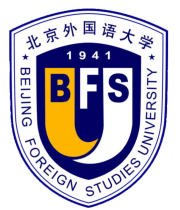 北京外国语大学
1941
BFS
BEIJING FOREIGN STUDIES UNIVERSITY